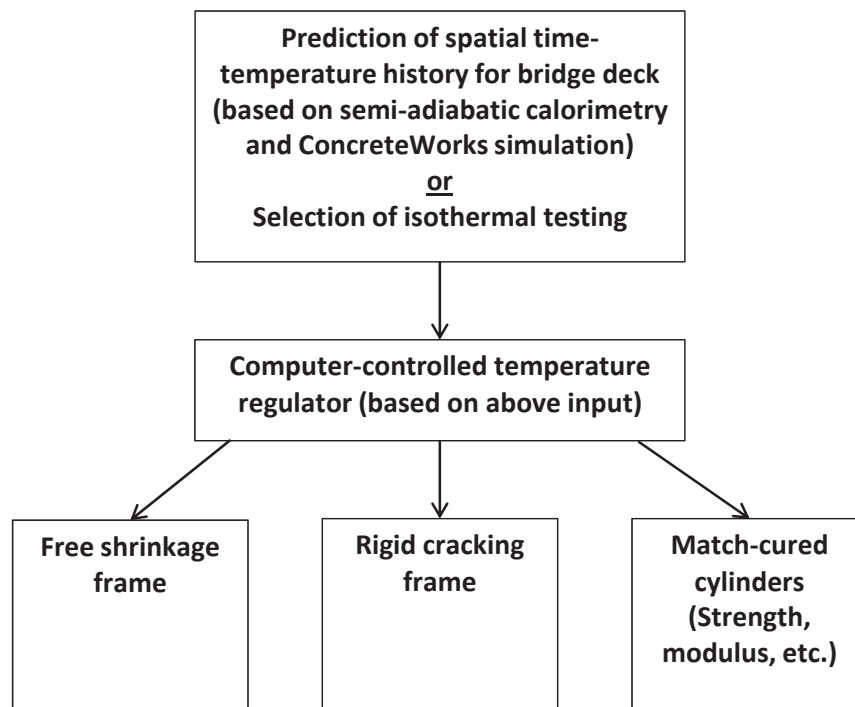 Prediction of spatial time-
temperature history for bridge deck
(based on semi-adiabatic calorimetry
and ConcreteWorks simulation)
or
Selection of isothermal testing
Computer-controlled temperature
regulator (based on above input)
Free shrinkage
frame
Rigid cracking
frame
Match-cured
cylinders
(Strength,
modulus, etc.)